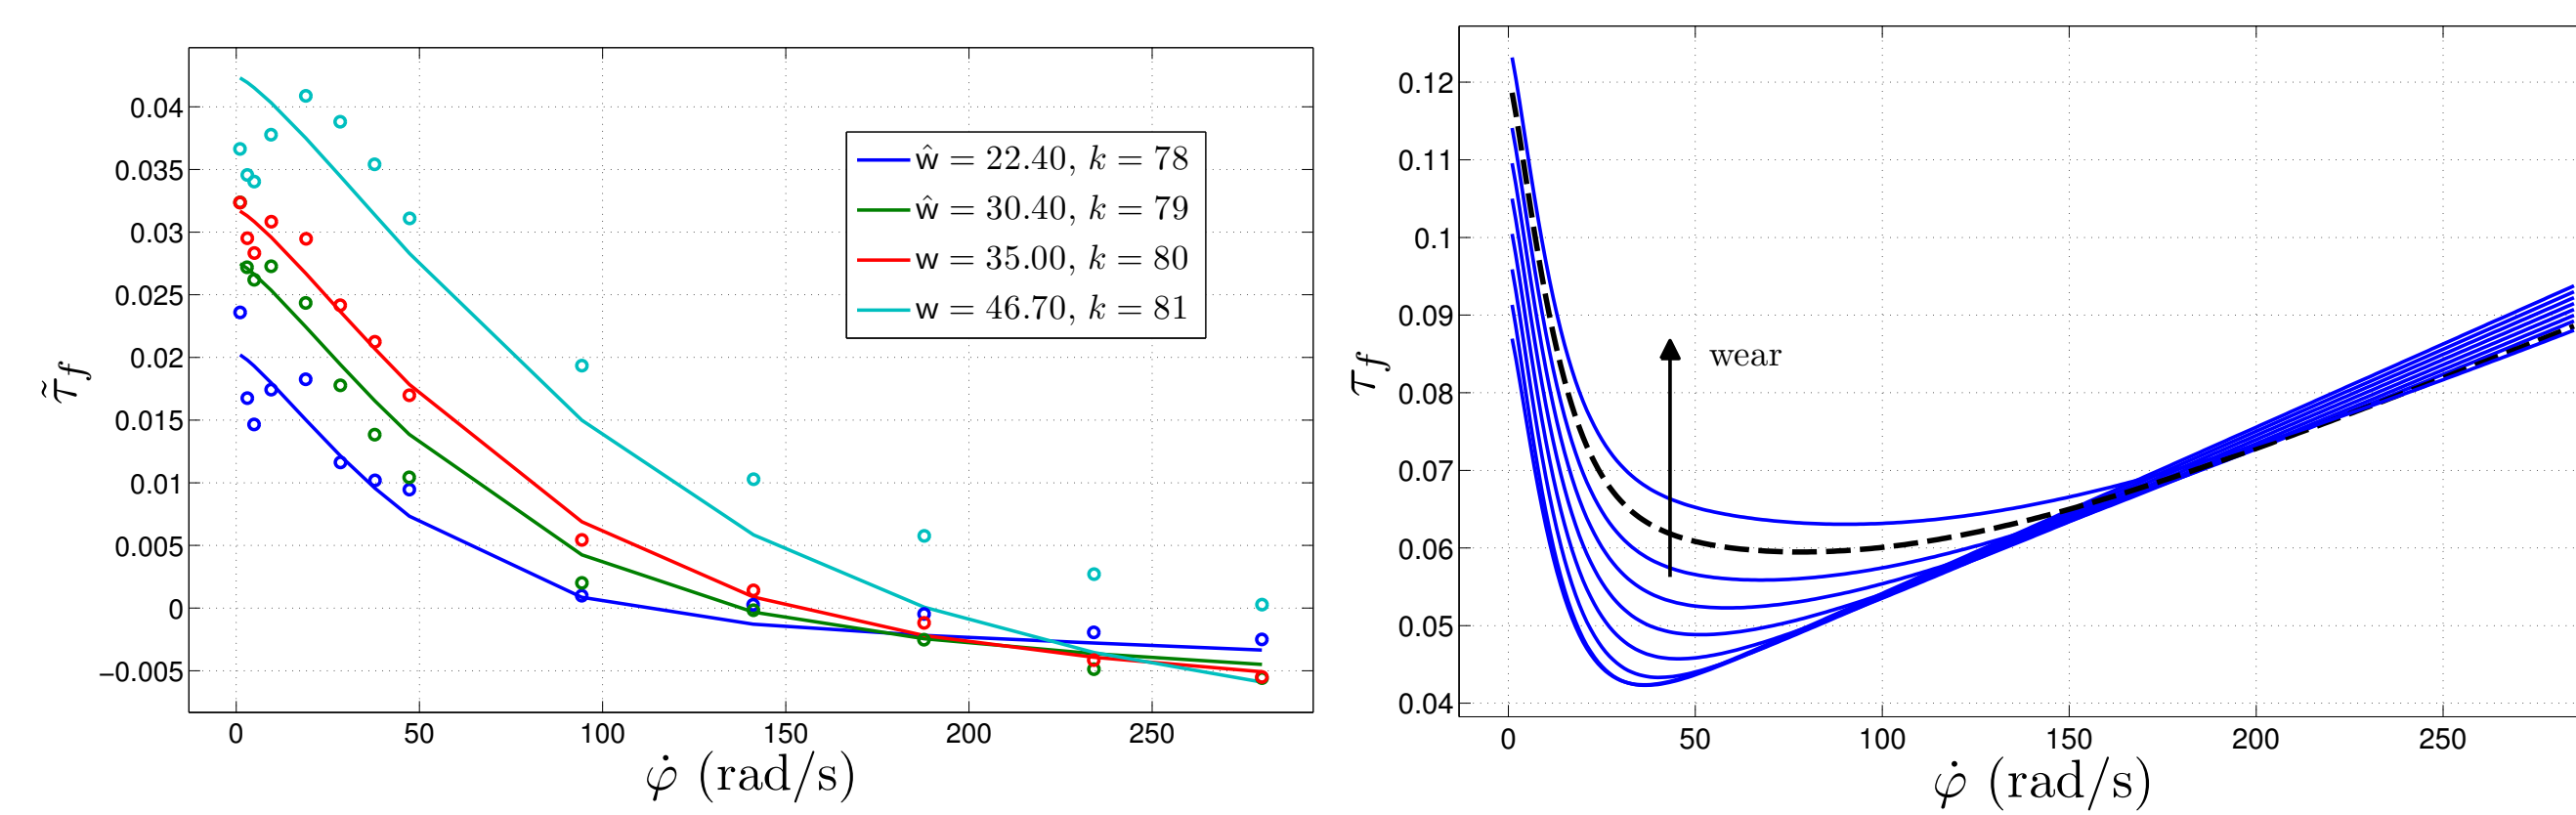 0.04
0.035
0.03
0.025
0.02
0.015
0.01
0.005
0
−0.005
τ̃_f
ŵ = 22.40, k = 78
ŵ = 30.40, k = 79
w = 35.00, k = 80
w = 46.70, k = 81
0 50 100 150 200 250
φ̇ (rad/s)
0.12
0.11
0.1
0.09
0.08
0.07
0.06
0.05
0.04
τ_f
wear
0 50 100 150 200 250
φ̇ (rad/s)